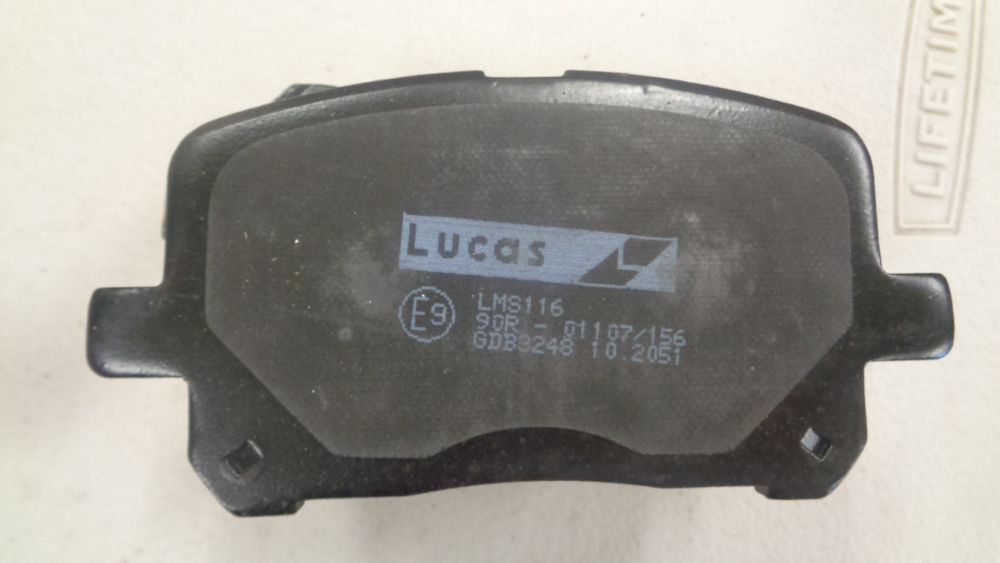 LIFETIM
Lucas
E9
LMS116
90R - 01107/156
GDB3248 10.2051